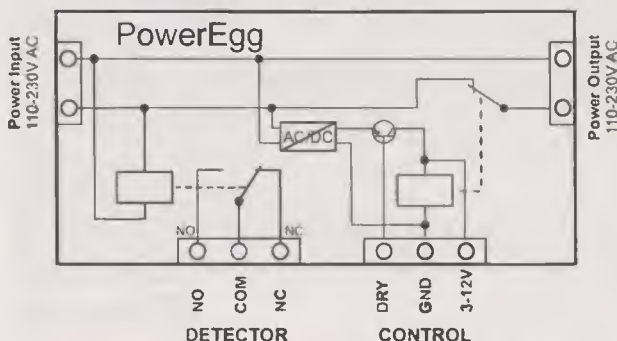 PowerEgg
Power Input
110-230V AC
Power Output
110-230V AC
AC/DC
NO
NC
NO
COM
NC
DRY
GND
3-12V
DETECTOR
CONTROL